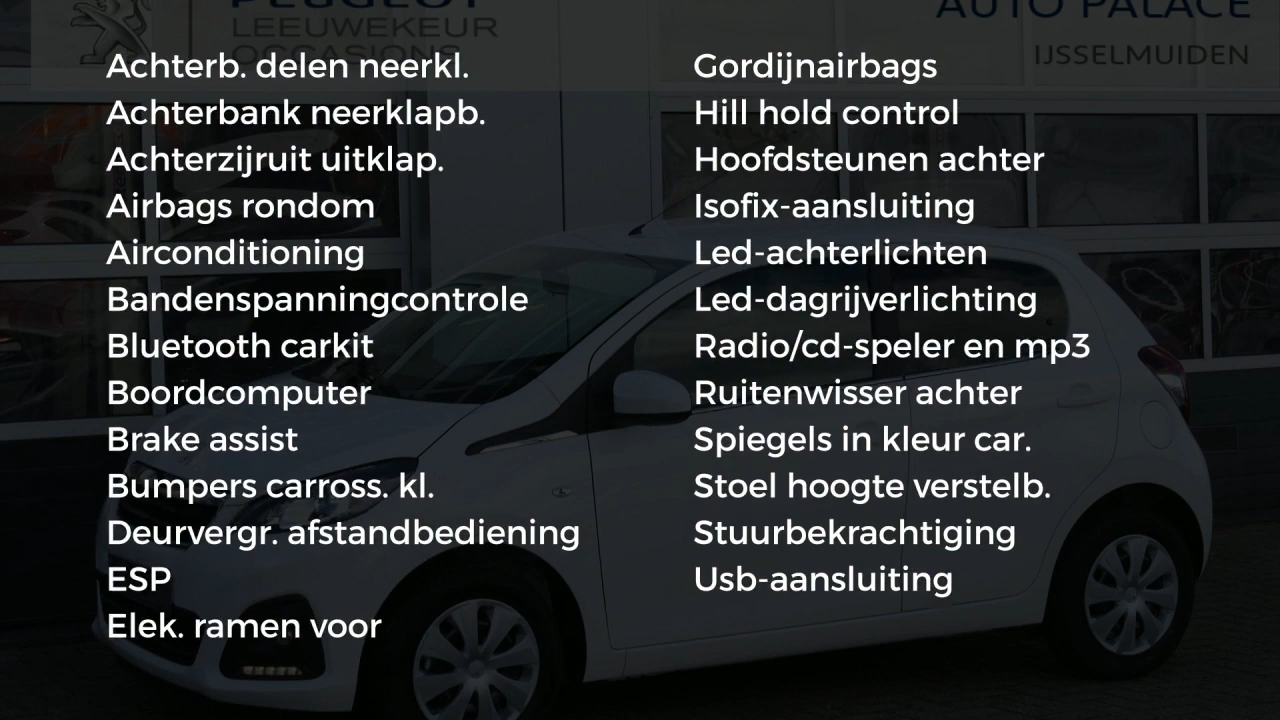 PEUGEOT
LEEUWEKEUR
OCCASIONS
AUTO PALACE
IJSSELMUIDEN
Achterb. delen neerkl.
Achterbank neerklapb.
Achterzijruit uitklap.
Airbags rondom
Airconditioning
Bandenspanningcontrole
Bluetooth carkit
Boordcomputer
Brake assist
Bumpers carross. kl.
Deurvergr. afstandbediening
ESP
Elek. ramen voor
Gordijnairbags
Hill hold control
Hoofdsteunen achter
Isofix-aansluiting
Led-achterlichten
Led-dagrijverlichting
Radio/cd-speler en mp3
Ruitenwisser achter
Spiegels in kleur car.
Stoel hoogte verstelb.
Stuurbekrachtiging
Usb-aansluiting